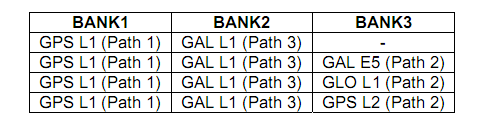 BANK1 BANK2 BANK3
GPS L1 (Path 1) GAL L1 (Path 3) -
GPS L1 (Path 1) GAL L1 (Path 3) GAL E5 (Path 2)
GPS L1 (Path 1) GAL L1 (Path 3) GLO L1 (Path 2)
GPS L1 (Path 1) GAL L1 (Path 3) GPS L2 (Path 2)